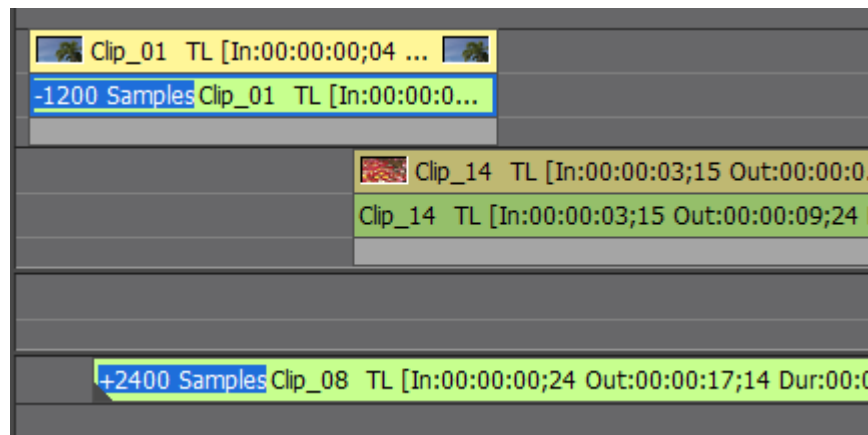 Clip_01 TL [In:00:00:00;04 ...
-1200 Samples Clip_01 TL [In:00:00:0...
Clip_14 TL [In:00:00:03;15 Out:00:00:0
Clip_14 TL [In:00:00:03;15 Out:00:00:09;24
+2400 Samples Clip_08 TL [In:00:00:00;24 Out:00:00:17;14 Dur:00:0